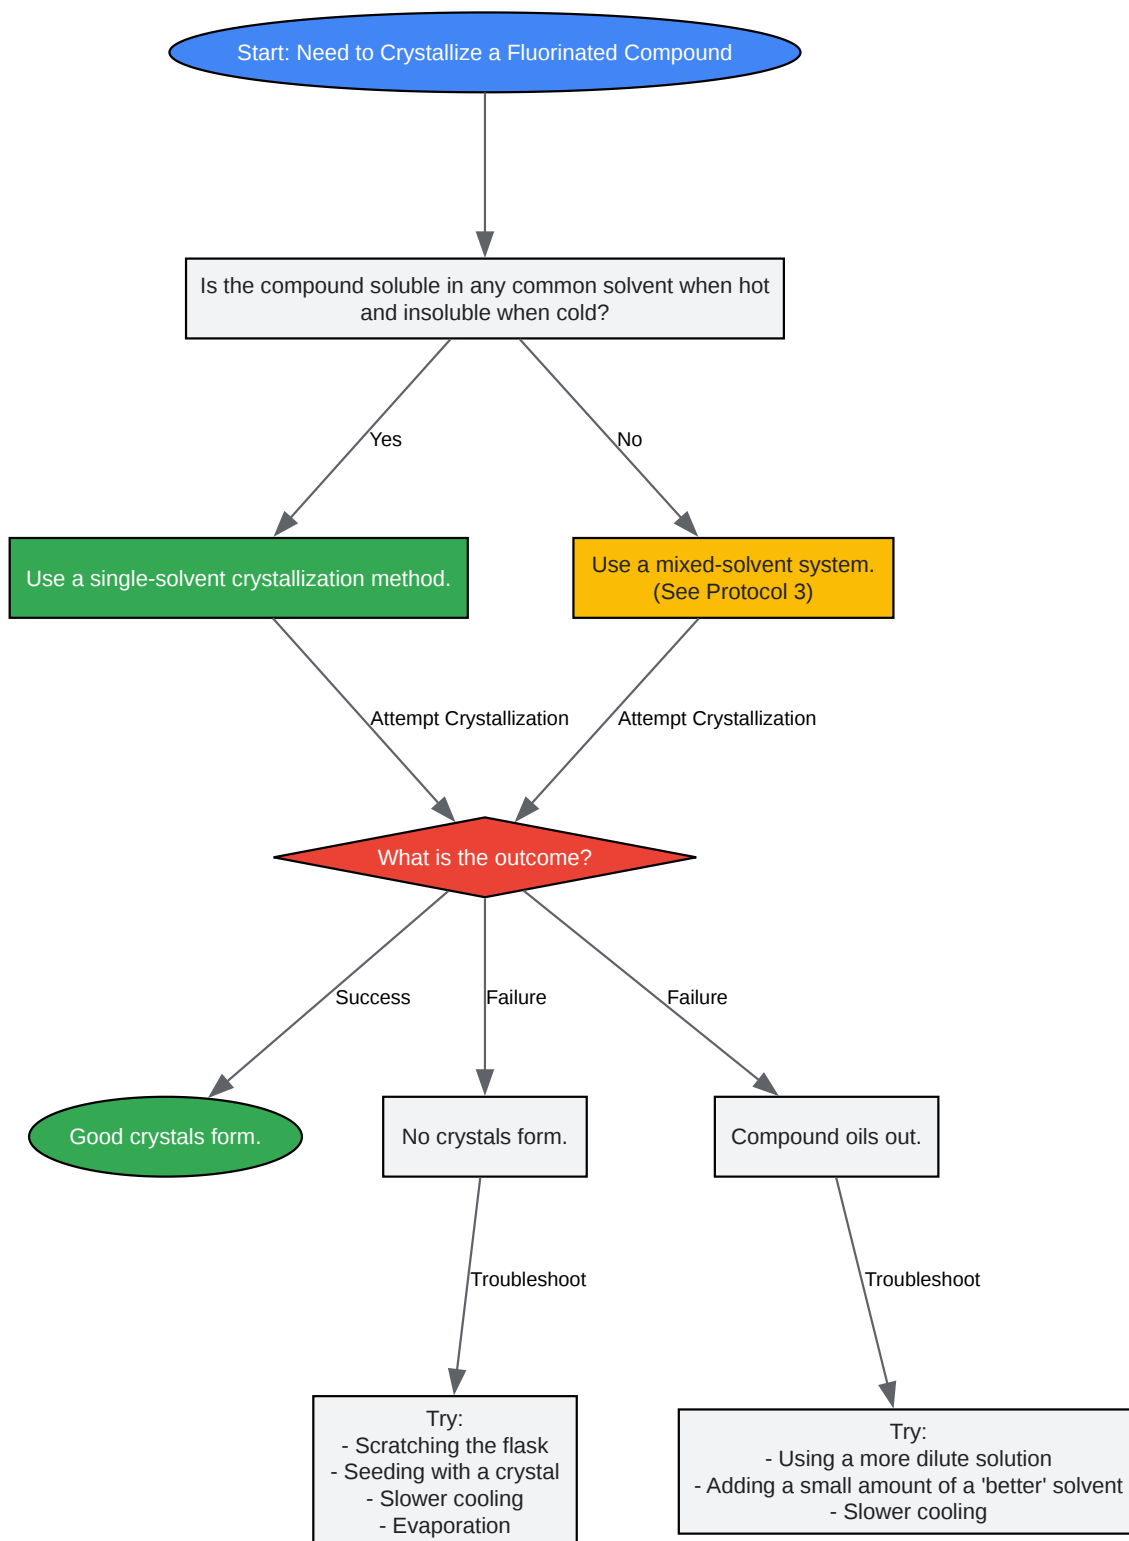 Start: Need to Crystallize a Fluorinated Compound
Is the compound soluble in any common solvent when hot
and insoluble when cold?
Yes
No
Use a single-solvent crystallization method.
Use a mixed-solvent system.
(See Protocol 3)
Attempt Crystallization
Attempt Crystallization
What is the outcome?
Success
Failure
Failure
Good crystals form.
No crystals form.
Compound oils out.
Troubleshoot
Troubleshoot
Try:
- Scratching the flask
- Seeding with a crystal
- Slower cooling
- Evaporation
Try:
- Using a more dilute solution
- Adding a small amount of a 'better' solvent
- Slower cooling